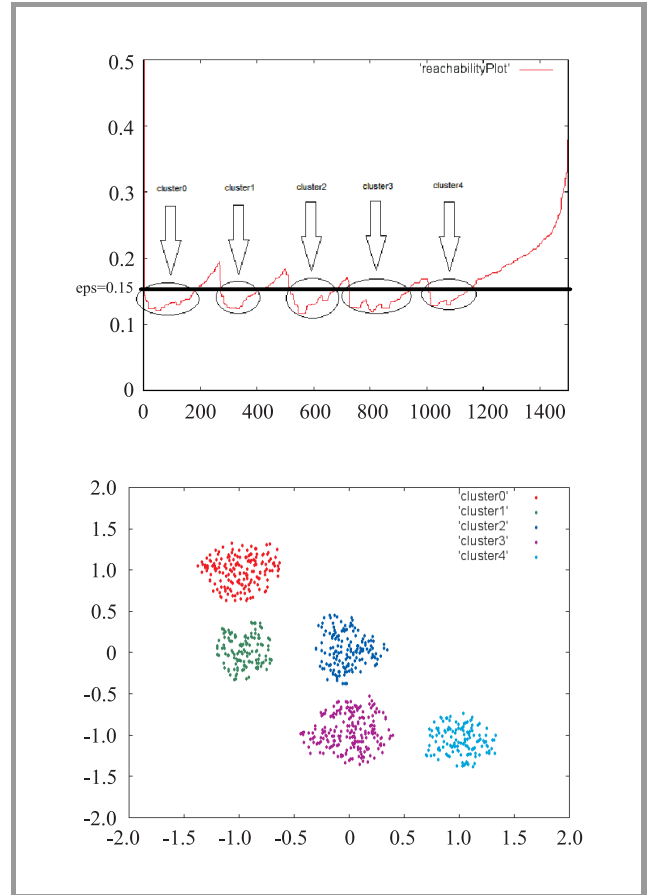 0.5
'reachabilityPlot'
0.4
0.3
cluster0 cluster1 cluster2 cluster3 cluster4
0.2
eps=0.15
0.1
0
0 200 400 600 800 1000 1200 1400
2.0
'cluster0'
'cluster1'
1.5
'cluster2'
'cluster3'
'cluster4'
1.0
0.5
0
-0.5
-1.0
-1.5
-2.0
-2.0 -1.0 -0.5 -1.0 -0.5 0 0.5 1.0 1.5 2.0